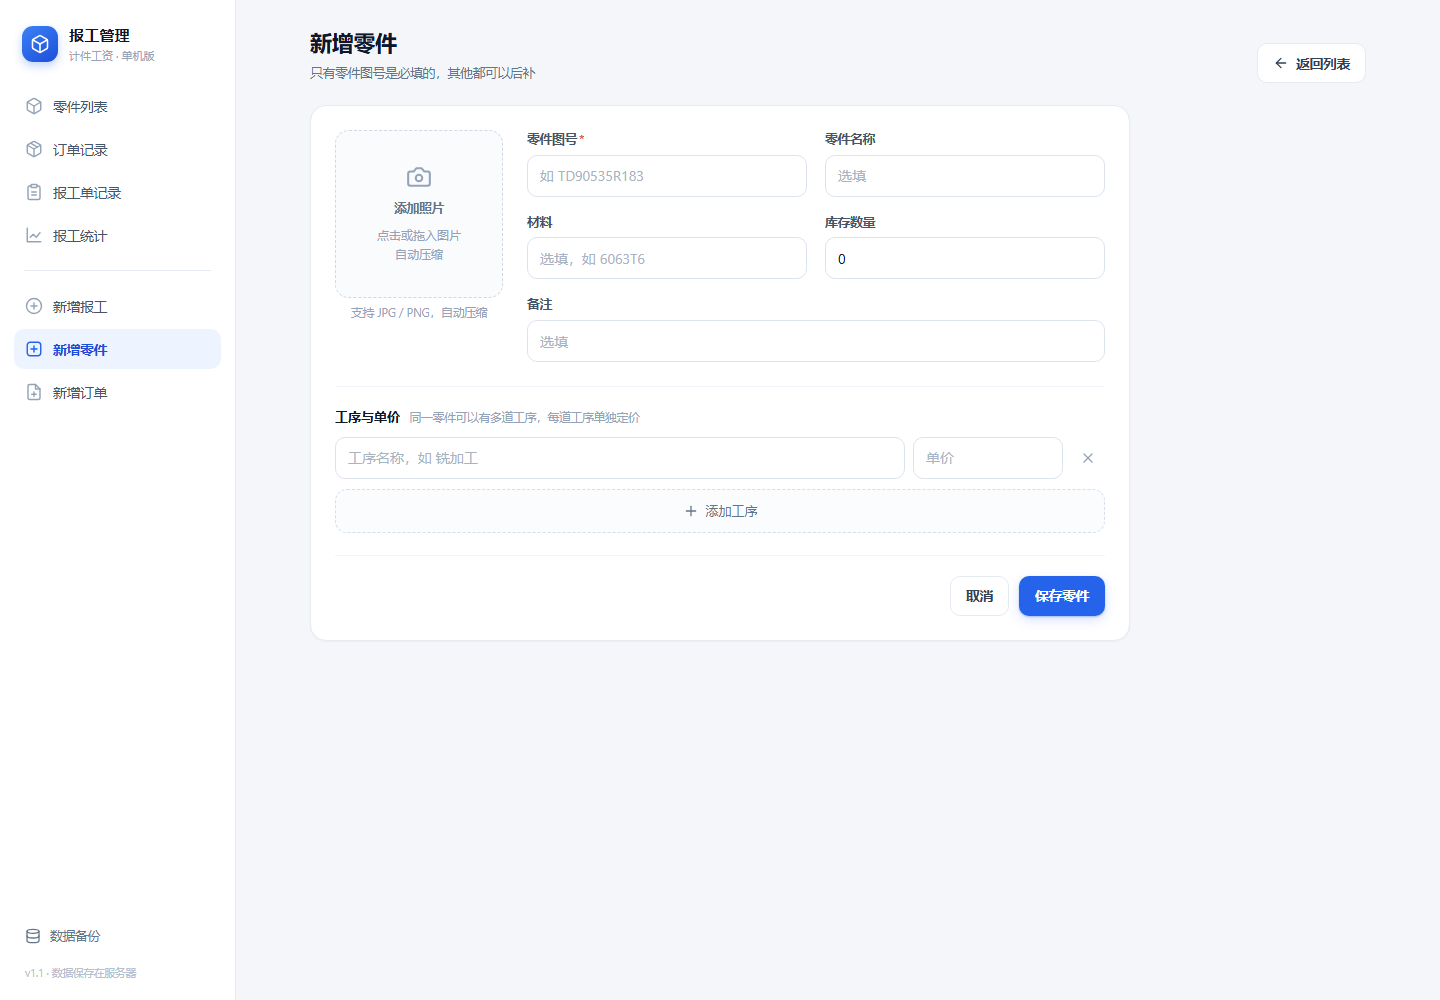 报工管理
计件工资 · 单机版
零件列表
订单记录
报工单记录
报工统计
新增报工
新增零件
新增订单
数据备份
v1.1 · 数据保存在服务器
新增零件
只有零件图号是必填的，其他都可以后补
返回列表
添加照片
点击或拖入图片
自动压缩
支持 JPG / PNG，自动压缩
零件图号*
如 TD90535R183
零件名称
选填
材料
选填，如 6063T6
库存数量
0
备注
选填
工序与单价 同一零件可以有多道工序，每道工序单独定价
工序名称，如 铣加工
单价
添加工序
取消
保存零件